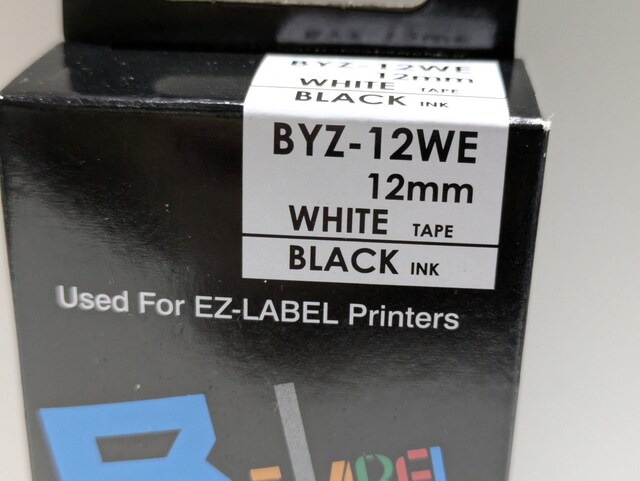 BYZ-12WE
12mm
WHITE TAPE
BLACK INK
BYZ-12WE
12mm
WHITE TAPE
BLACK INK
Used For EZ-LABEL Printers
LABEL